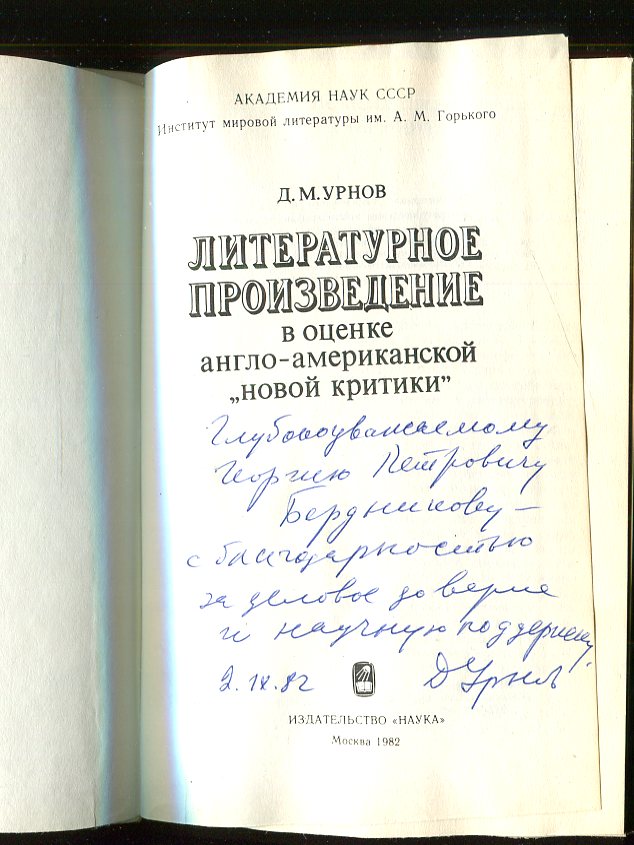 АКАДЕМИЯ НАУК СССР
Институт мировой литературы им. А. М. Горького
Д.М.УРНОВ
ЛИТЕРАТУРНОЕ
ПРОИЗВЕДЕНИЕ
в оценке
англо-американской
„новой критики”
Глубокоуважаемому
Георгию Петровичу
Бердникову —
с благодарностью
за деловое доверие
и научную поддержку.
2.IX.82 ДУрнов
ИЗДАТЕЛЬСТВО «НАУКА»
Москва 1982